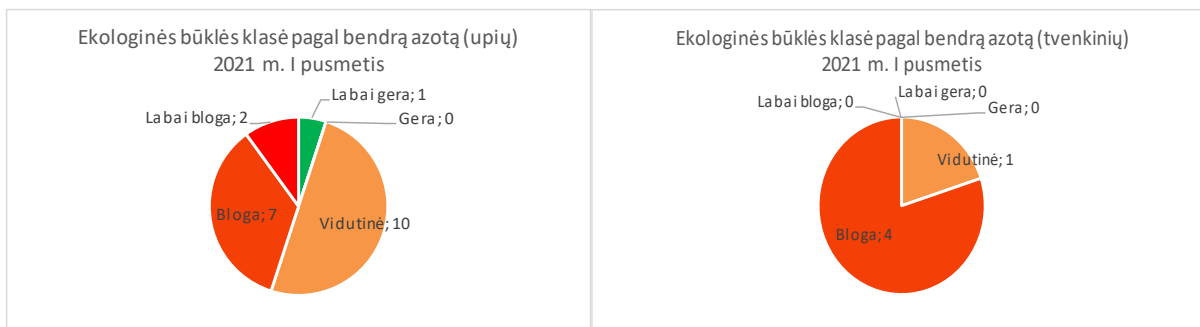 Ekologinės būklės klasė pagal bendrą azotą (upių)
2021 m. I pusmetis
Labai gera; 1
Labai bloga; 2
Gera; 0
Bloga; 7
Vidutinė; 10
Ekologinės būklės klasė pagal bendrą azotą (tvenkinių)
2021 m. I pusmetis
Labai gera; 0
Labai bloga; 0
Gera; 0
Vidutinė; 1
Bloga; 4